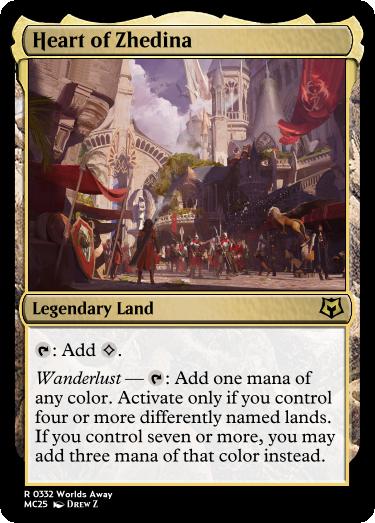 Heart of Zhedina
Legendary Land
: Add .
Wanderlust — : Add one mana of
any color. Activate only if you control
four or more differently named lands.
If you control seven or more, you may
add three mana of that color instead.
R 0332 Worlds Away
MC25 Drew Z